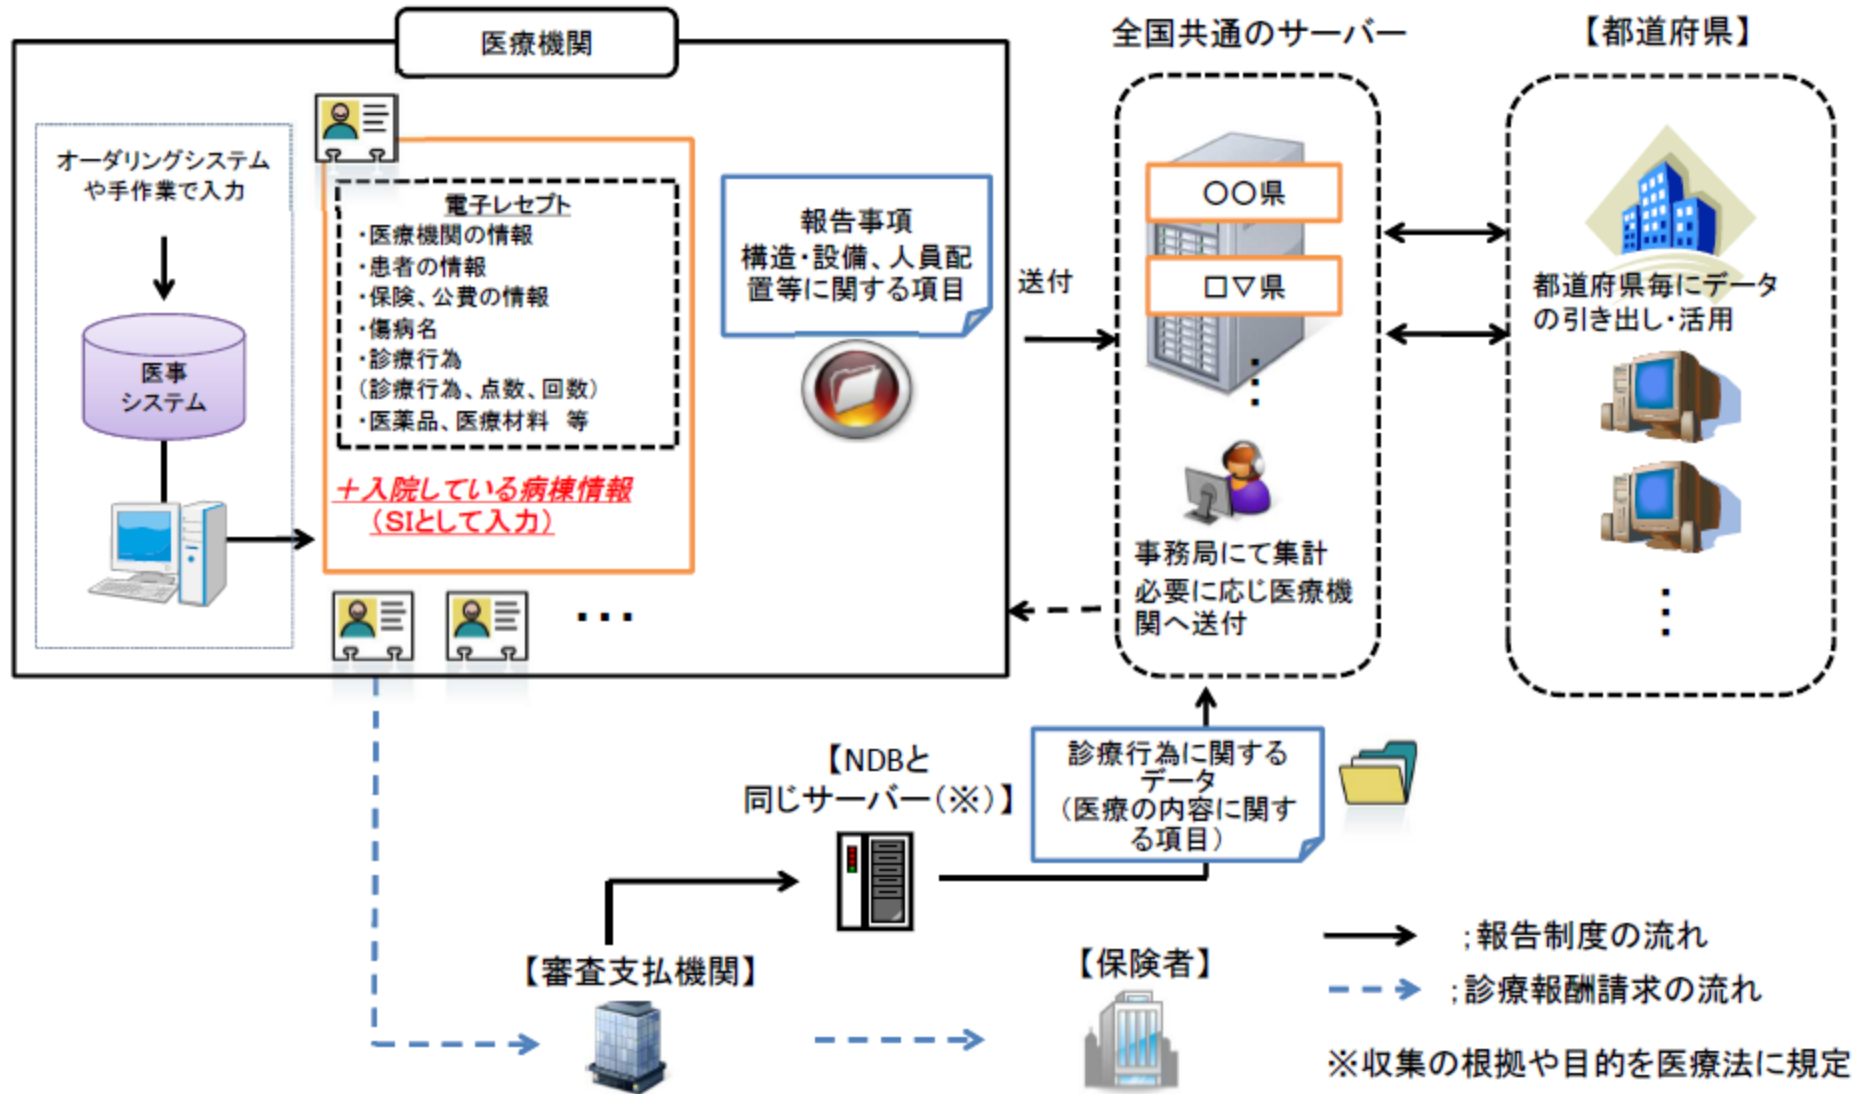 医療機関
オーダリングシステム
や手作業で入力
医事
システム
電子レセプト
・医療機関の情報
・患者の情報
・保険、公費の情報
・傷病名
・診療行為
（診療行為、点数、回数）
・医薬品、医療材料 等
＋入院している病棟情報
（SIとして入力）
・・・
報告事項
構造・設備、人員配
置等に関する項目
送付
全国共通のサーバー
〇〇県
□▽県
事務局にて集計
必要に応じ医療機
関へ送付
【都道府県】
都道府県毎にデータ
の引き出し・活用
【NDBと
同じサーバー（※）】
診療行為に関する
データ
（医療の内容に関す
る項目）
【審査支払機関】
【保険者】
；報告制度の流れ
；診療報酬請求の流れ
※収集の根拠や目的を医療法に規定